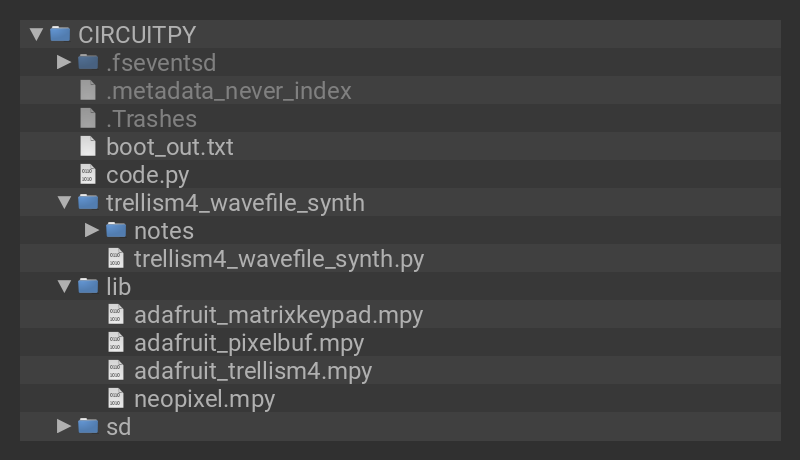 CIRCUITPY
.fseventsd
.metadata_never_index
.Trashes
boot_out.txt
code.py
trellism4_wavefile_synth
notes
trellism4_wavefile_synth.py
lib
adafruit_matrixkeypad.mpy
adafruit_pixelbuf.mpy
adafruit_trellism4.mpy
neopixel.mpy
sd